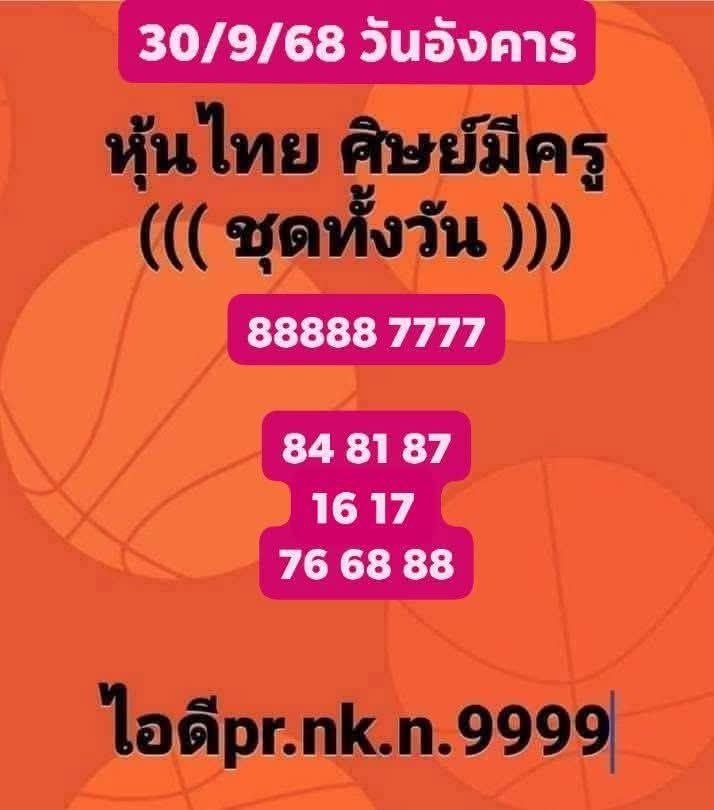 30/9/68 วันอังคาร
หุ้นไทย ศิษย์มีครู
((( ชุดทั้งวัน )))
88888 7777
84 81 87
16 17
76 68 88
ไอดีpr.nk.n.9999